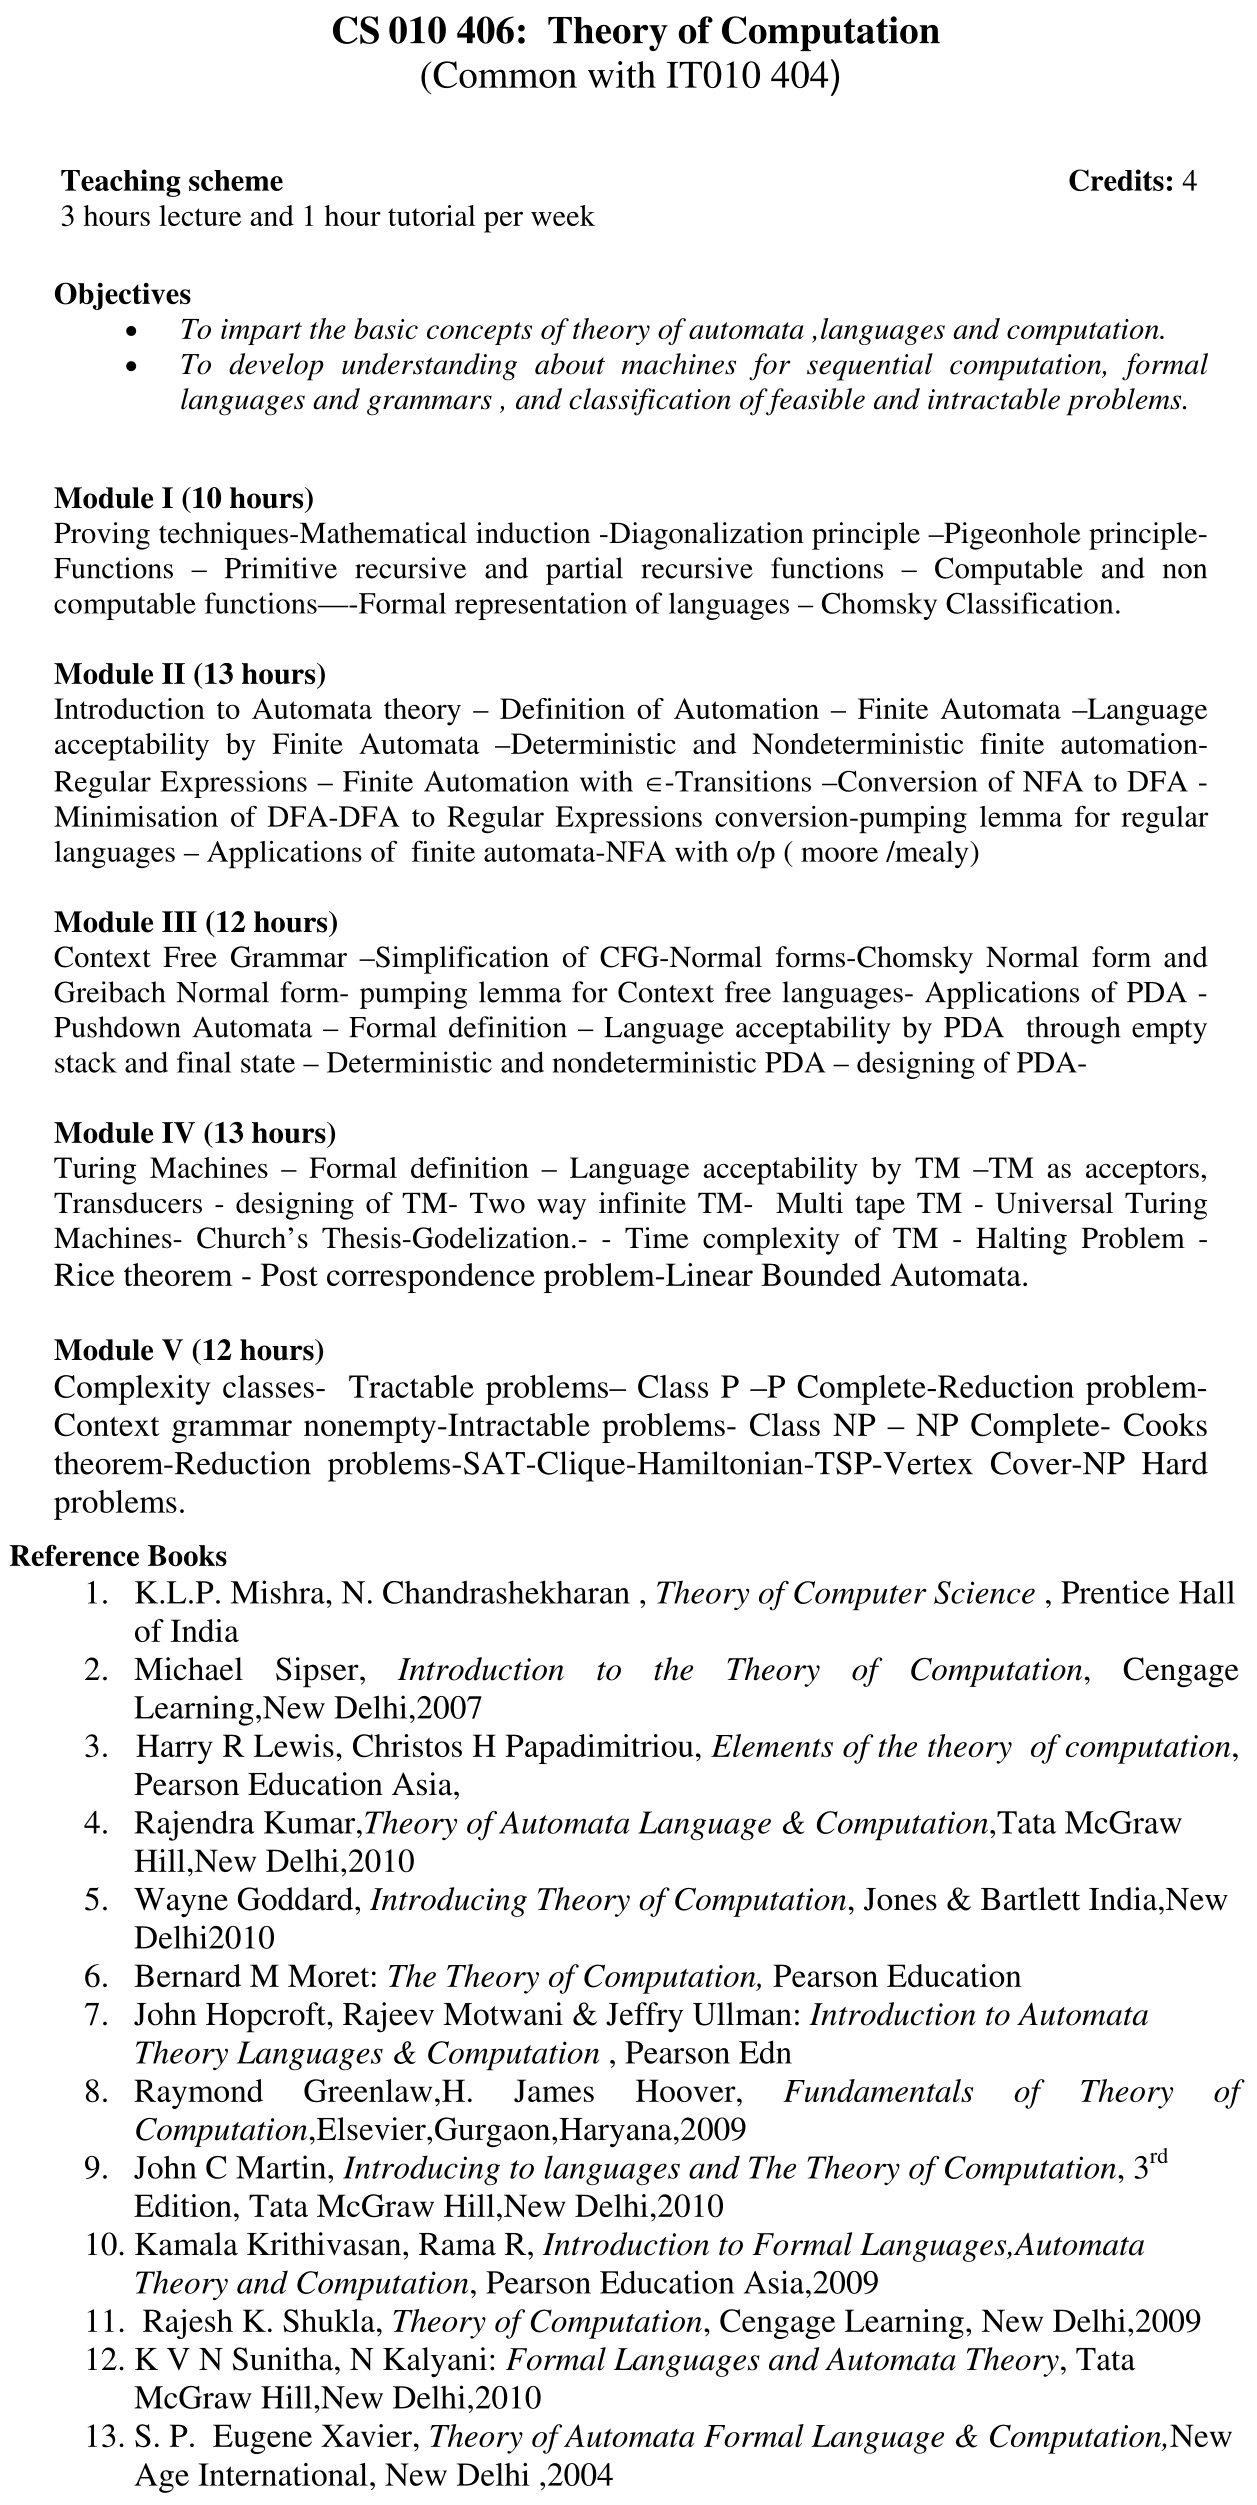 CS 010 406:  Theory of Computation
(Common with IT010 404)
Teaching scheme Credits: 4
3 hours lecture and 1 hour tutorial per week
Objectives
• To impart the basic concepts of theory of automata ,languages and computation.
• To develop understanding about machines for sequential computation, formal
languages and grammars , and classification of feasible and intractable problems.
Module I (10 hours)
Proving techniques-Mathematical induction -Diagonalization principle –Pigeonhole principle-
Functions – Primitive recursive and partial recursive functions – Computable and non
computable functions—-Formal representation of languages – Chomsky Classification.
Module II (13 hours)
Introduction to Automata theory – Definition of Automation – Finite Automata –Language
acceptability by Finite Automata –Deterministic and Nondeterministic finite automation-
Regular Expressions – Finite Automation with ∈-Transitions –Conversion of NFA to DFA -
Minimisation of DFA-DFA to Regular Expressions conversion-pumping lemma for regular
languages – Applications of  finite automata-NFA with o/p ( moore /mealy)
Module III (12 hours)
Context Free Grammar –Simplification of CFG-Normal forms-Chomsky Normal form and
Greibach Normal form- pumping lemma for Context free languages- Applications of PDA -
Pushdown Automata – Formal definition – Language acceptability by PDA  through empty
stack and final state – Deterministic and nondeterministic PDA – designing of PDA-
Module IV (13 hours)
Turing Machines – Formal definition – Language acceptability by TM –TM as acceptors,
Transducers - designing of TM- Two way infinite TM-  Multi tape TM - Universal Turing
Machines- Church’s Thesis-Godelization.- - Time complexity of TM - Halting Problem -
Rice theorem - Post correspondence problem-Linear Bounded Automata.
Module V (12 hours)
Complexity classes-  Tractable problems– Class P –P Complete-Reduction problem-
Context grammar nonempty-Intractable problems- Class NP – NP Complete- Cooks
theorem-Reduction problems-SAT-Clique-Hamiltonian-TSP-Vertex Cover-NP Hard
problems.
Reference Books
1. K.L.P. Mishra, N. Chandrashekharan , Theory of Computer Science , Prentice Hall
of India
2. Michael Sipser, Introduction to the Theory of Computation, Cengage
Learning,New Delhi,2007
3. Harry R Lewis, Christos H Papadimitriou, Elements of the theory  of computation,
Pearson Education Asia,
4. Rajendra Kumar,Theory of Automata Language & Computation,Tata McGraw
Hill,New Delhi,2010
5. Wayne Goddard, Introducing Theory of Computation, Jones & Bartlett India,New
Delhi2010
6. Bernard M Moret: The Theory of Computation, Pearson Education
7. John Hopcroft, Rajeev Motwani & Jeffry Ullman: Introduction to Automata
Theory Languages & Computation , Pearson Edn
8. Raymond Greenlaw,H. James Hoover, Fundamentals of Theory of
Computation,Elsevier,Gurgaon,Haryana,2009
9. John C Martin, Introducing to languages and The Theory of Computation, 3rd
Edition, Tata McGraw Hill,New Delhi,2010
10. Kamala Krithivasan, Rama R, Introduction to Formal Languages,Automata
Theory and Computation, Pearson Education Asia,2009
11. Rajesh K. Shukla, Theory of Computation, Cengage Learning, New Delhi,2009
12. K V N Sunitha, N Kalyani: Formal Languages and Automata Theory, Tata
McGraw Hill,New Delhi,2010
13. S. P.  Eugene Xavier, Theory of Automata Formal Language & Computation,New
Age International, New Delhi ,2004